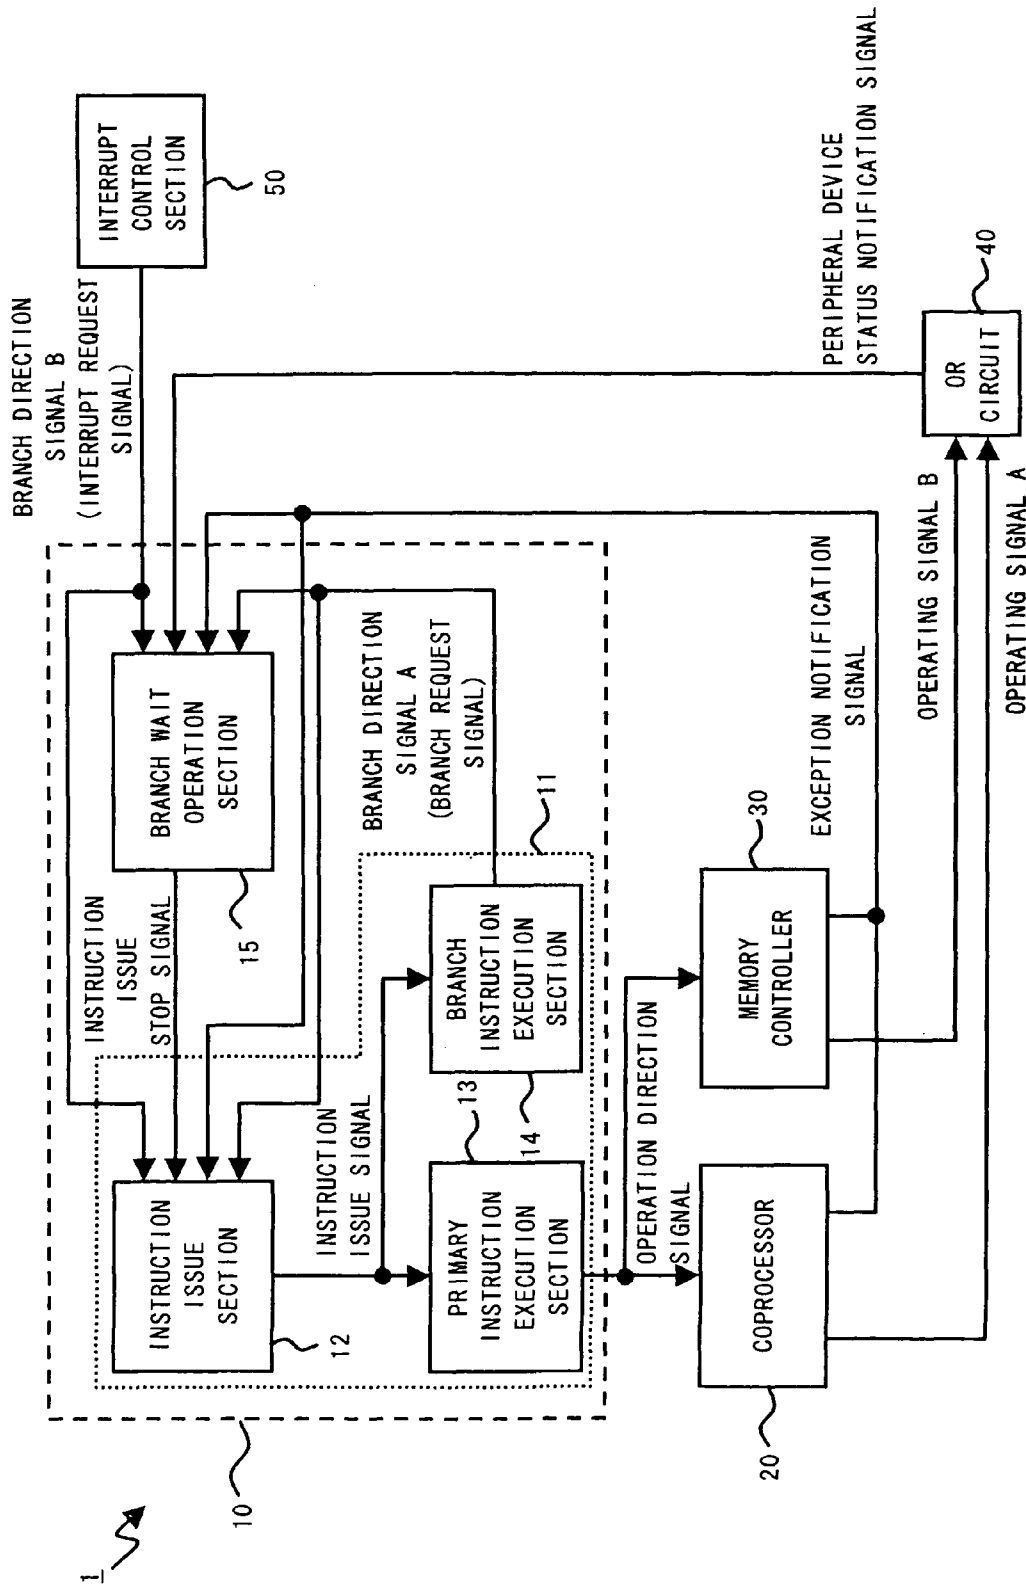 1
10
INSTRUCTION
ISSUE
SECTION
12
INSTRUCTION
ISSUE
STOP SIGNAL
BRANCH WAIT
OPERATION
SECTION
15
BRANCH DIRECTION
SIGNAL B
(INTERRUPT REQUEST
SIGNAL)
INTERRUPT
CONTROL
SECTION
50
INSTRUCTION
ISSUE SIGNAL
PRIMARY
INSTRUCTION
EXECUTION
SECTION
13
BRANCH
INSTRUCTION
EXECUTION
SECTION
14
11
BRANCH DIRECTION
SIGNAL A
(BRANCH REQUEST
SIGNAL)
OPERATION DIRECTION
SIGNAL
COPROCESSOR
20
MEMORY
CONTROLLER
30
EXCEPTION NOTIFICATION
SIGNAL
OPERATING SIGNAL B
OPERATING SIGNAL A
OR
CIRCUIT
40
PERIPHERAL DEVICE
STATUS NOTIFICATION SIGNAL